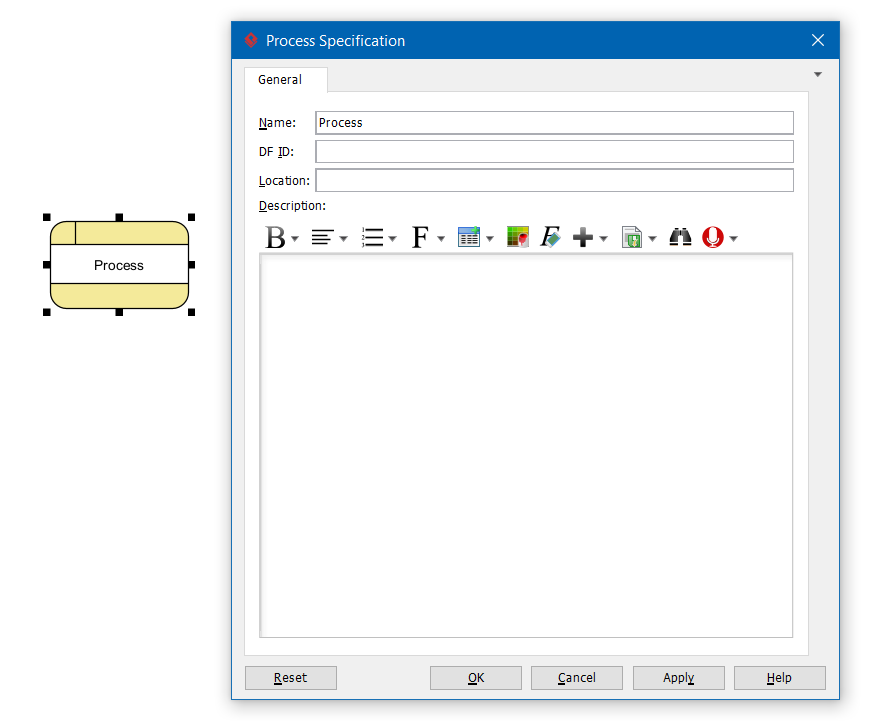 Process Specification
General
Name: Process
DF ID:
Location:
Description:
B F F
Process
Reset OK Cancel Apply Help